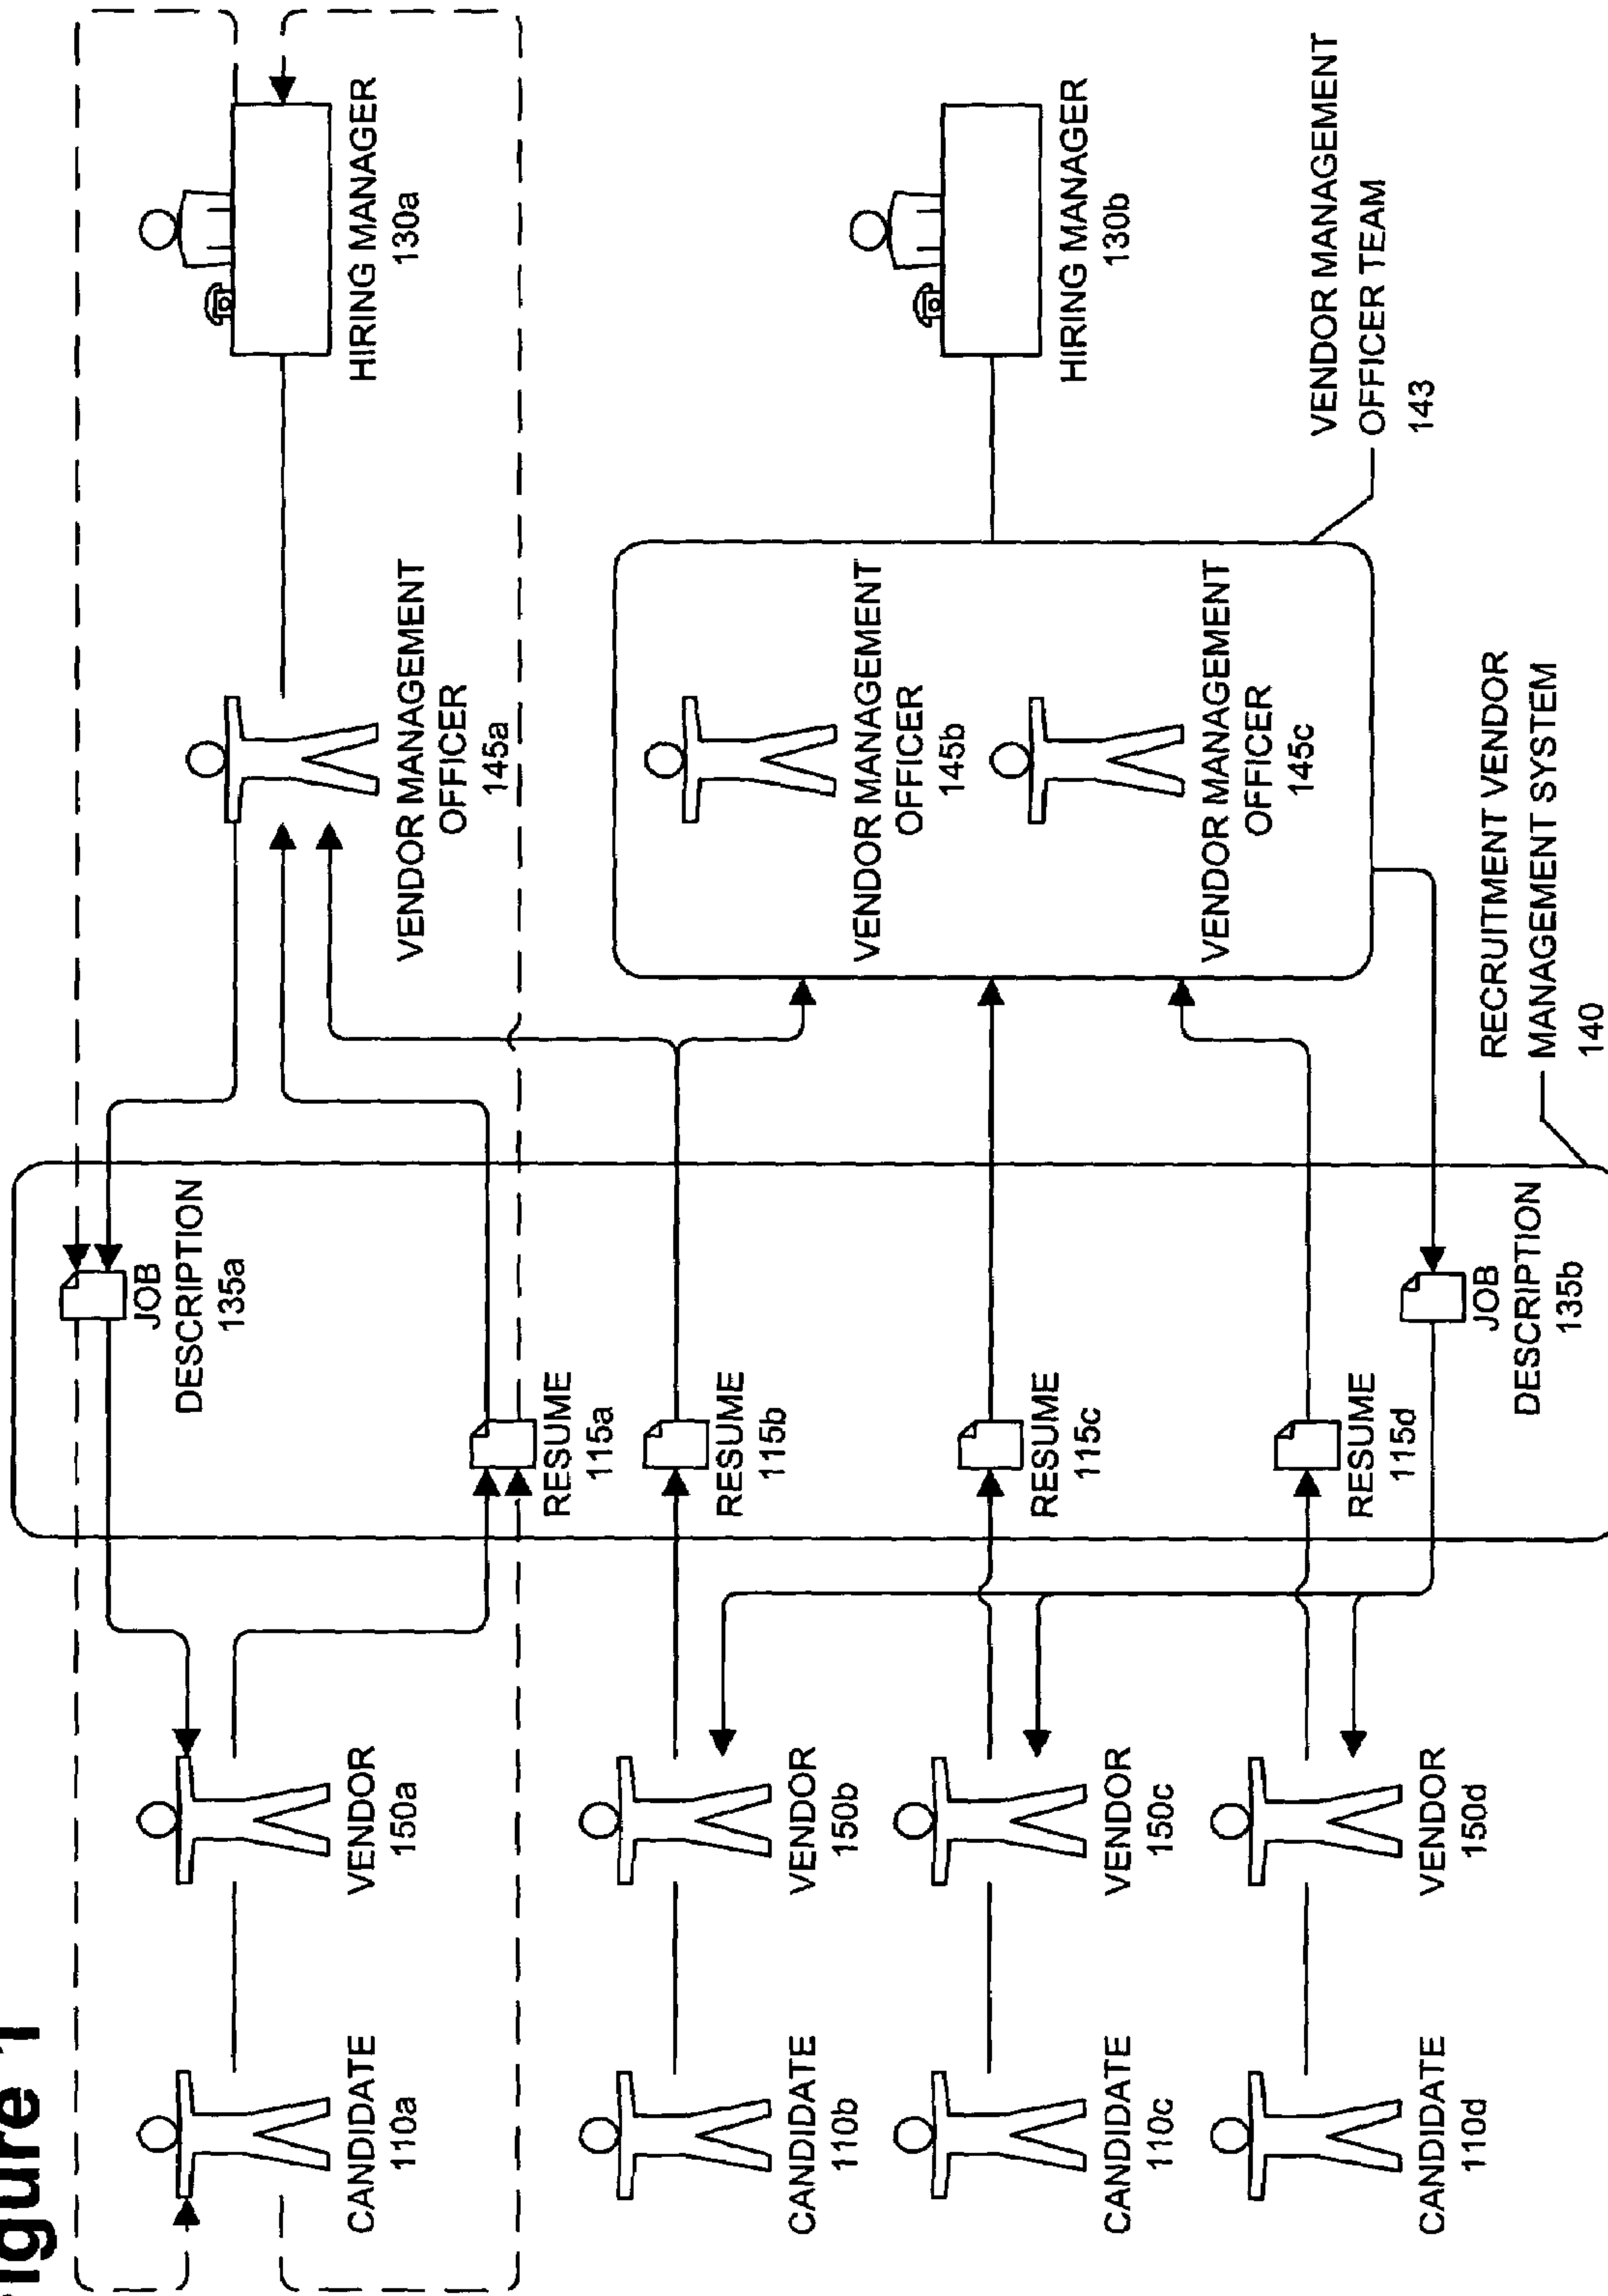 Figure 1
JOB
DESCRIPTION
135a
CANDIDATE
110a
VENDOR
150a
HIRING MANAGER
130a
VENDOR MANAGEMENT
OFFICER
145a
RESUME
115a
RESUME
115b
CANDIDATE
110b
VENDOR
150b
VENDOR MANAGEMENT
OFFICER
145b
RESUME
115c
HIRING MANAGER
130b
CANDIDATE
110c
VENDOR
150c
VENDOR MANAGEMENT
OFFICER
145c
VENDOR MANAGEMENT
OFFICER TEAM
143
RESUME
115d
CANDIDATE
110d
VENDOR
150d
JOB
DESCRIPTION
135b
RECRUITMENT VENDOR
MANAGEMENT SYSTEM
140